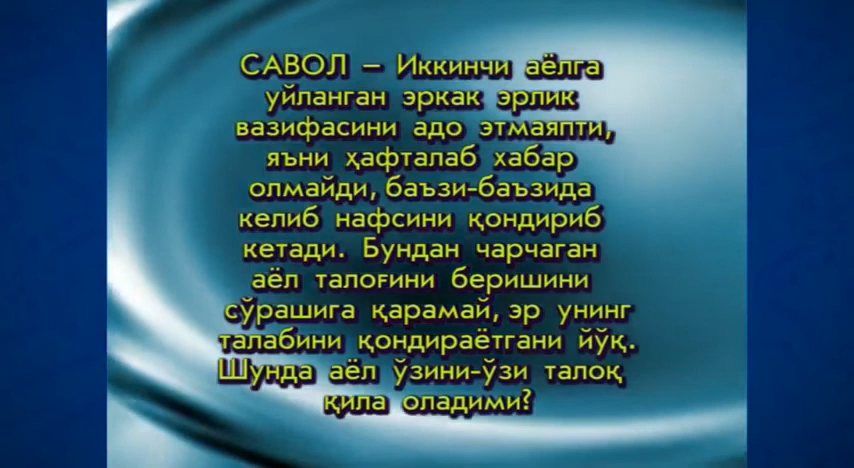 САВОЛ – Иккинчи аёлга
уйланган эркак эрлик
вазифасини адо этмаяпти,
яъни ҳафталаб хабар
олмайди, баъзи-баъзида
келиб нафсини қондириб
кетади. Бундан чарчаган
аёл талоғини беришини
сўрашига қарамай, эр унинг
талабини қондираётгани йўқ.
Шунда аёл ўзини-ўзи талоқ
қила оладими?